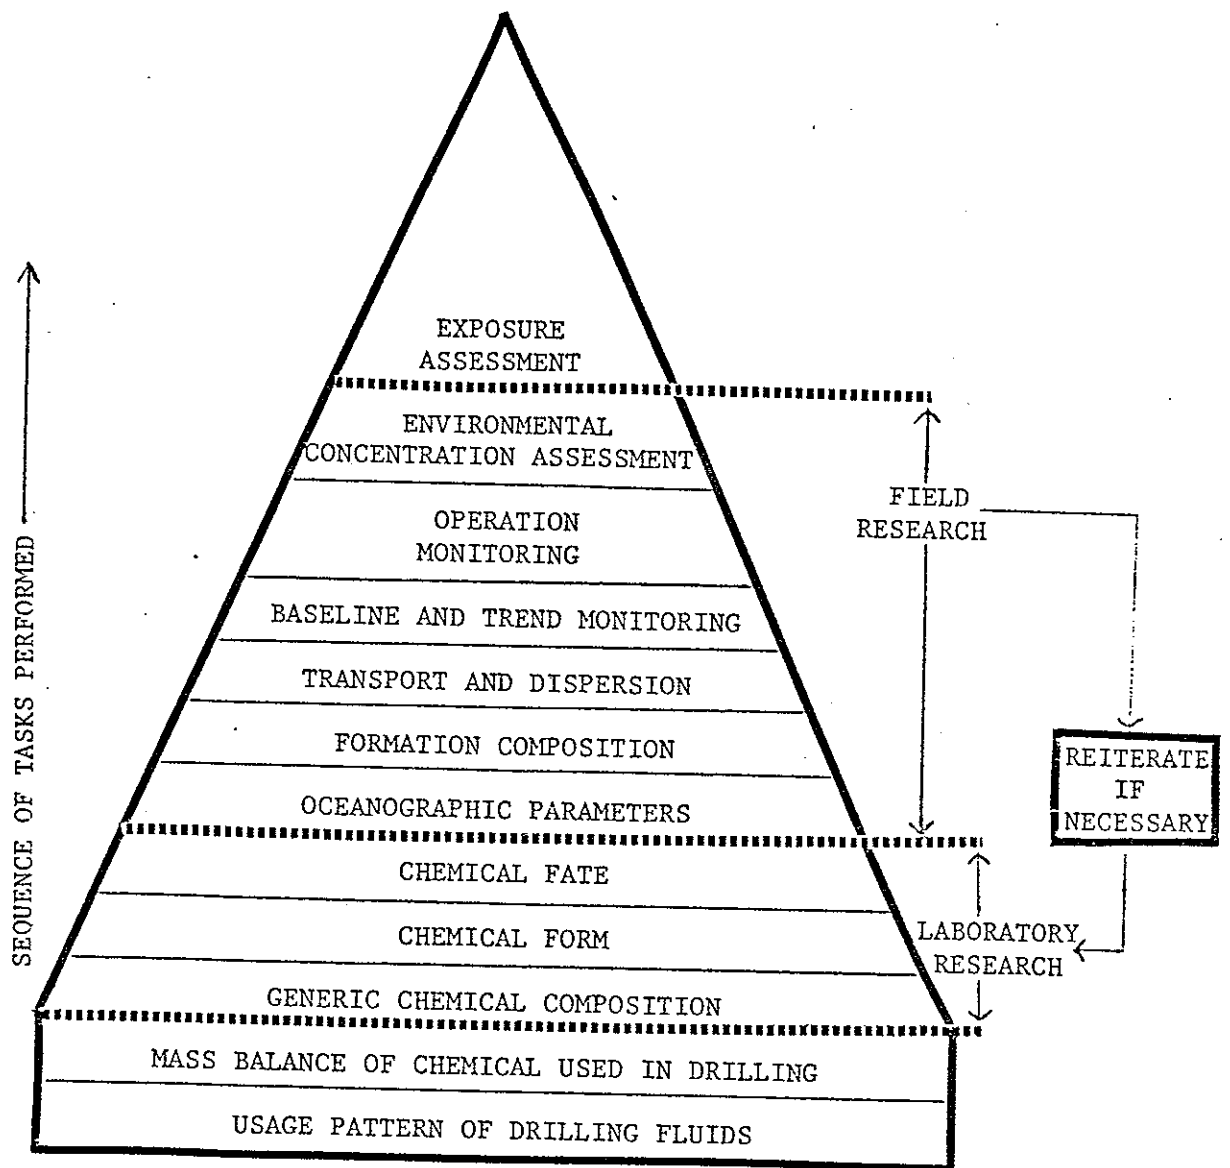 EXPOSURE
ASSESSMENT
ENVIRONMENTAL
CONCENTRATION ASSESSMENT
OPERATION
MONITORING
BASELINE AND TREND MONITORING
TRANSPORT AND DISPERSION
FORMATION COMPOSITION
OCEANOGRAPHIC PARAMETERS
CHEMICAL FATE
CHEMICAL FORM
GENERIC CHEMICAL COMPOSITION
MASS BALANCE OF CHEMICAL USED IN DRILLING
USAGE PATTERN OF DRILLING FLUIDS
SEQUENCE OF TASKS PERFORMED
FIELD
RESEARCH
REITERATE
IF
NECESSARY
LABORATORY
RESEARCH